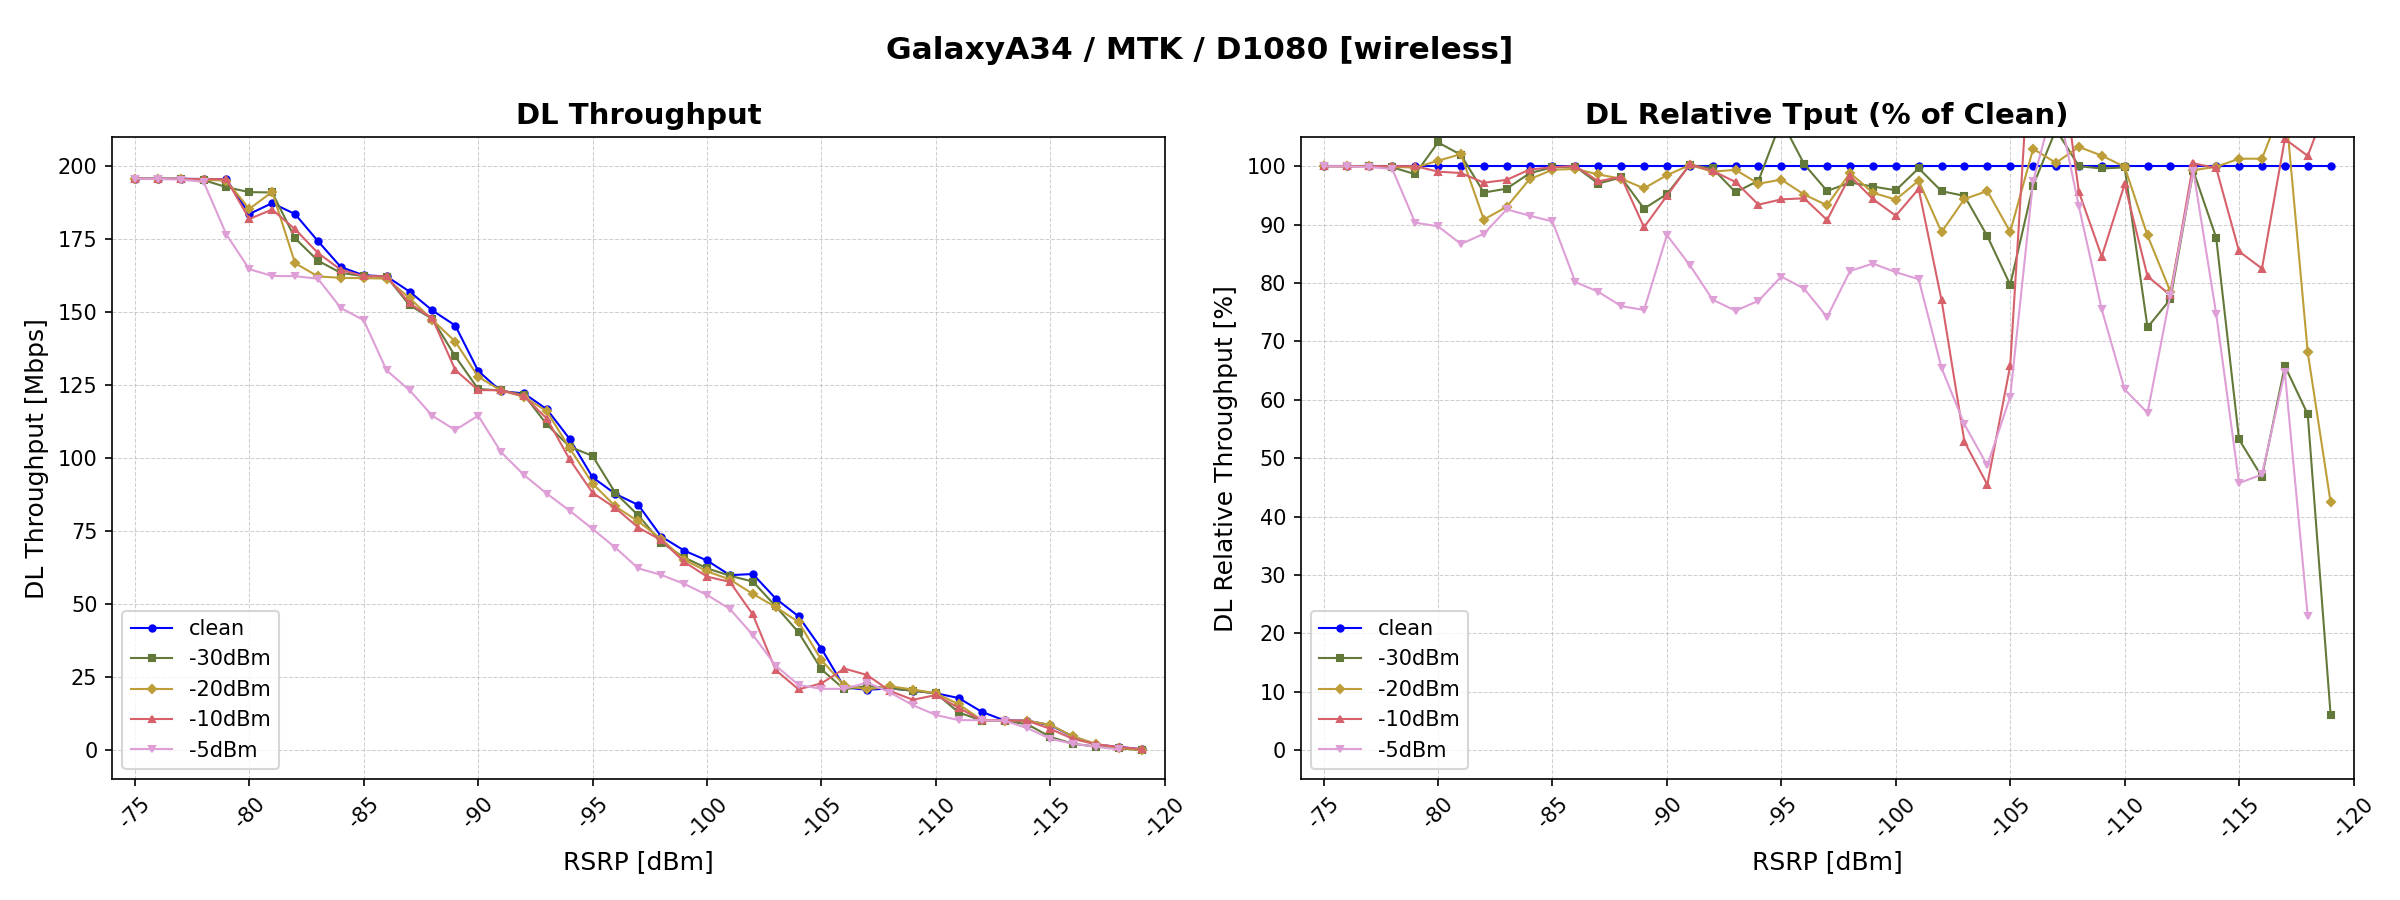 GalaxyA34 / MTK / D1080 [wireless]
DL Throughput
DL Throughput [Mbps]
200
175
150
125
100
75
50
25
0
clean
-30dBm
-20dBm
-10dBm
-5dBm
-75
-80
-85
-90
-95
-100
-105
-110
-115
-120
RSRP [dBm]
DL Relative Tput (% of Clean)
DL Relative Throughput [%]
100
90
80
70
60
50
40
30
20
10
0
clean
-30dBm
-20dBm
-10dBm
-5dBm
-75
-80
-85
-90
-95
-100
-105
-110
-115
-120
RSRP [dBm]